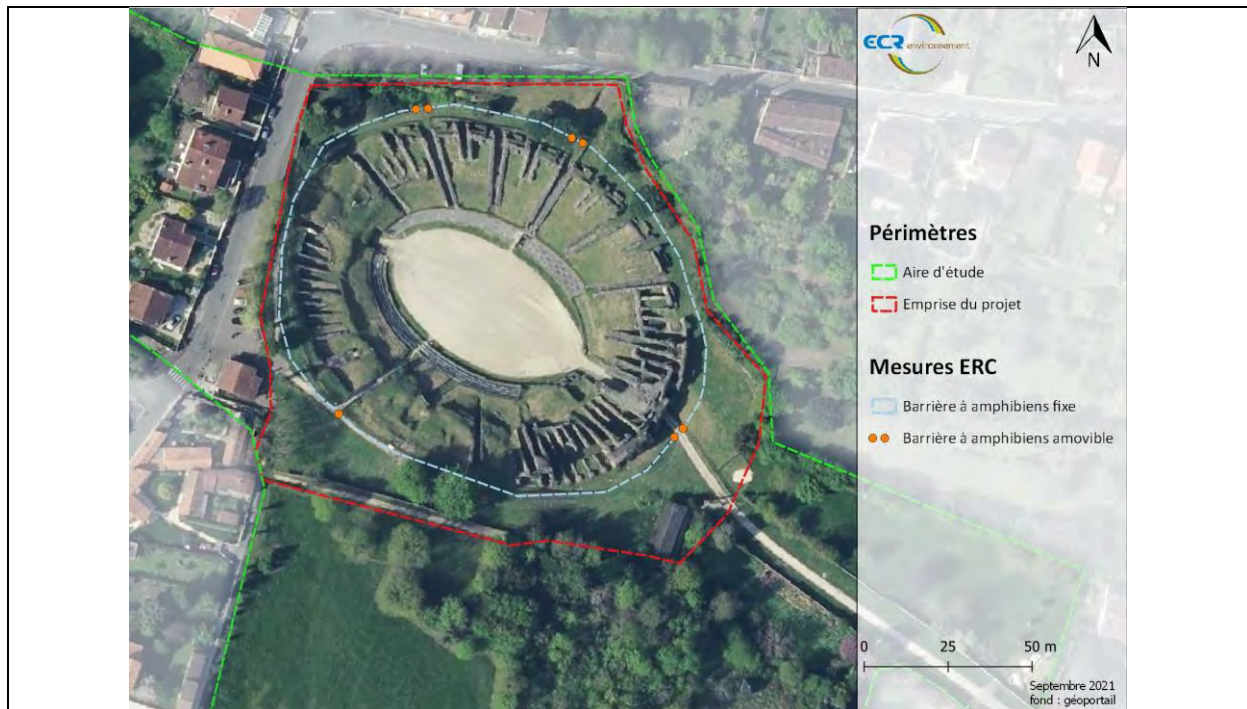 ECR environnement
N
Périmètres
Aire d'étude
Emprise du projet
Mesures ERC
Barrière à amphibiens fixe
Barrière à amphibiens amovible
0 25 50 m
Septembre 2021
fond : géoportail